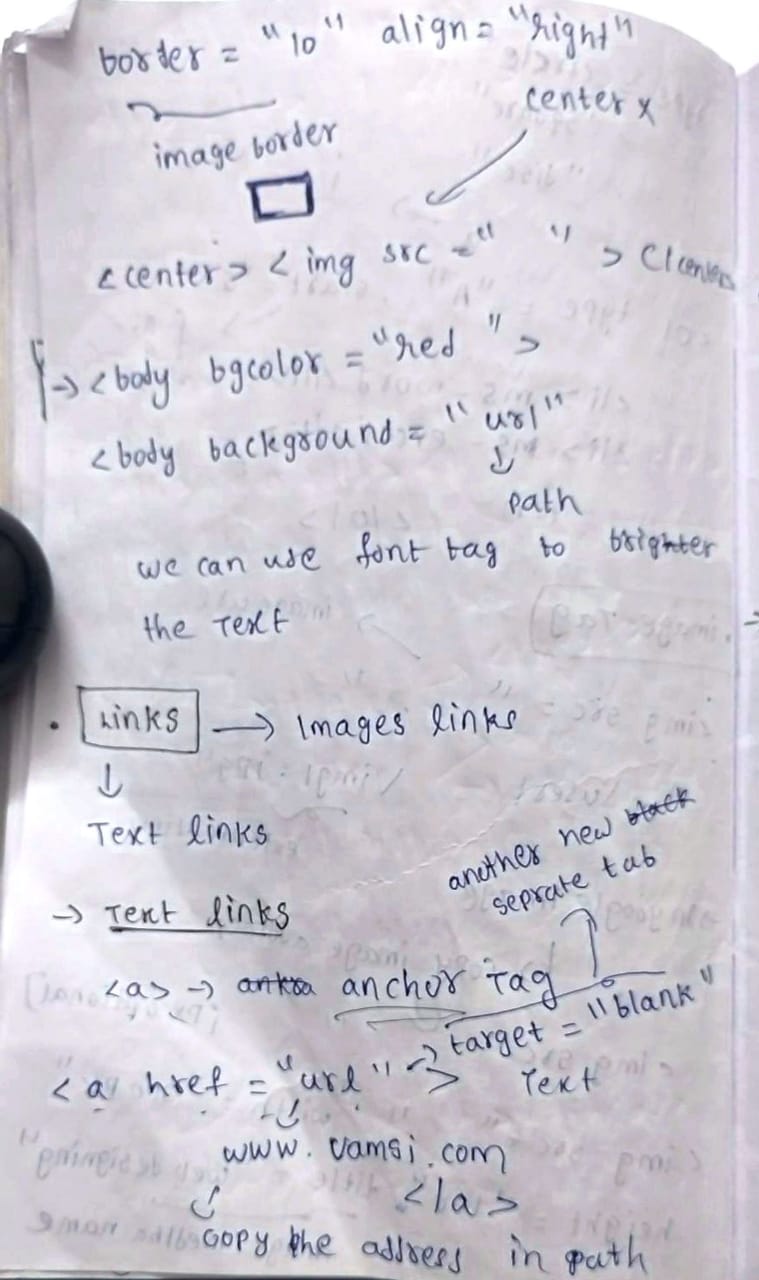 border = "10" align = "right"
center x
image border
<center> < img src = " " > </center>
→ <body bgcolor = "red ">
<body background = "url"
path
we can use font tag to brighter
the Text
. Links → Images links
Text links
another new black
seprate tab
→ Text links
<a> → anchor tag
→ target = "blank"
<a href = "url" > Text
www.vamsi.com
</a>
copy the address in path